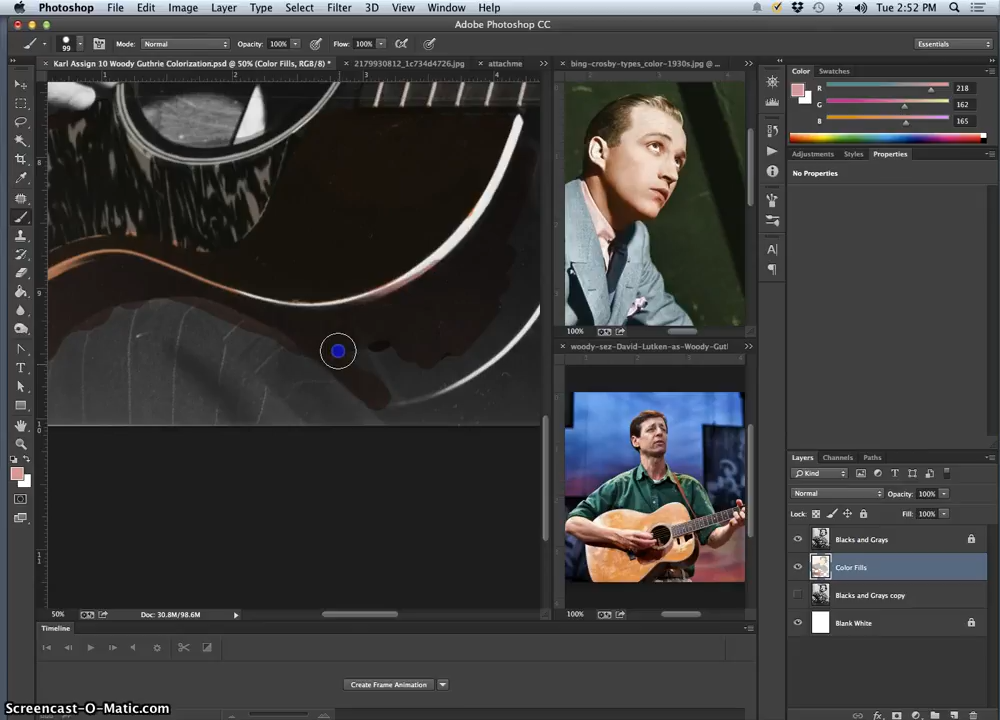 Photoshop File Edit Image Layer Type Select Filter 3D View Window Help Tue 2:52 PM
Adobe Photoshop CC
99 Mode: Normal Opacity: 100% Flow: 100% Essentials
Karl Assign 10 Woody Guthrie Colorization.psd @ 50% (Color Fills, RGB/8) * 2179930812_1c734d4726.jpg attachme
bing-crosby-types_color-1930s.jpg @ ...
Color Swatches
R 218
G 162
B 165
Adjustments Styles Properties
No Properties
100%
woody-sez-David-Lutken-as-Woody-Gut
Layers Channels Paths
Kind
Normal Opacity: 100%
Lock: Fill: 100%
Blacks and Grays
Color Fills
Blacks and Grays copy
Blank White
50% Doc: 30.8M/98.6M
100%
Timeline
Create Frame Animation
Screencast-O-Matic.com